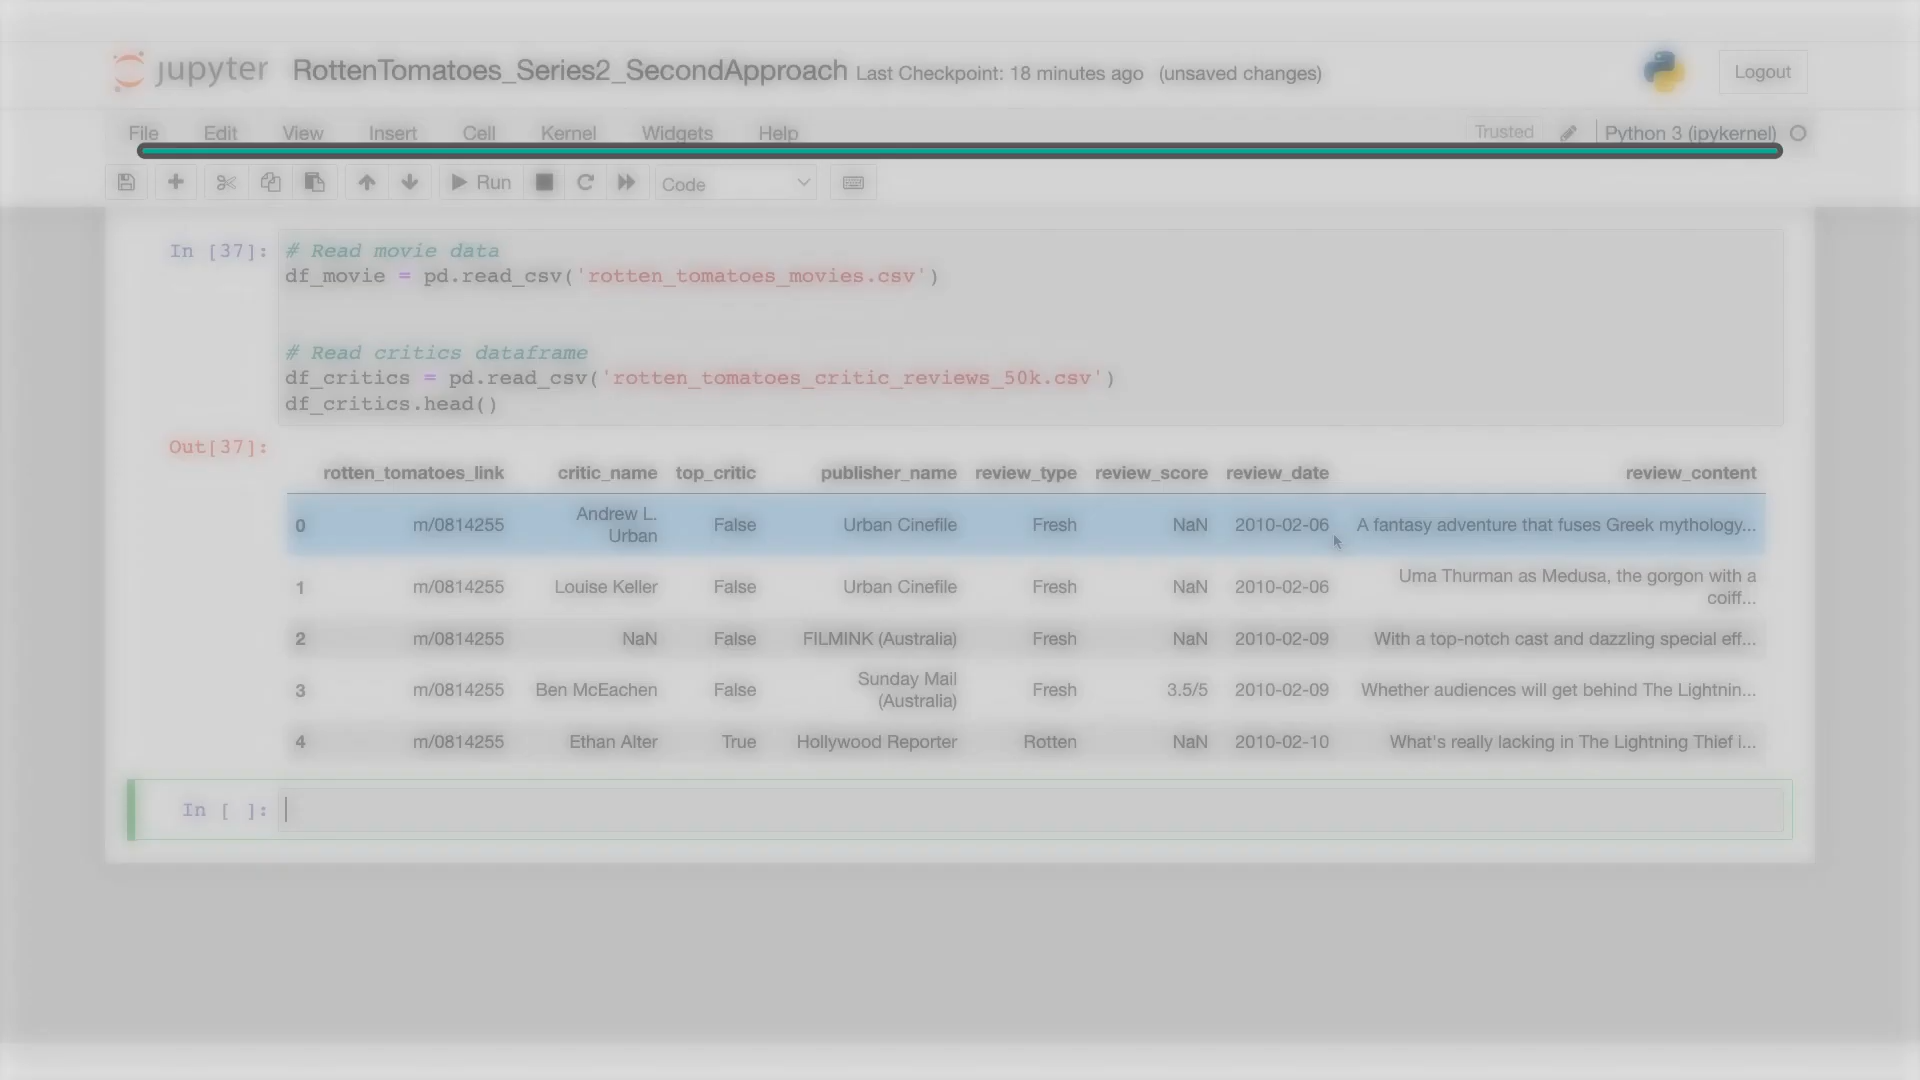 jupyter RottenTomatoes_Series2_SecondApproach Last Checkpoint: 18 minutes ago (unsaved changes) Logout
File Edit View Insert Cell Kernel Widgets Help Trusted Python 3 (ipykernel)
Run Code
In [37]: # Read movie data
df_movie = pd.read_csv('rotten_tomatoes_movies.csv')
# Read critics dataframe
df_critics = pd.read_csv('rotten_tomatoes_critic_reviews_50k.csv')
df_critics.head()
Out[37]:
rotten_tomatoes_link critic_name top_critic publisher_name review_type review_score review_date review_content
0 m/0814255 Andrew L. Urban False Urban Cinefile Fresh NaN 2010-02-06 A fantasy adventure that fuses Greek mythology...
1 m/0814255 Louise Keller False Urban Cinefile Fresh NaN 2010-02-06 Uma Thurman as Medusa, the gorgon with a coiff...
2 m/0814255 NaN False FILMINK (Australia) Fresh NaN 2010-02-09 With a top-notch cast and dazzling special eff...
3 m/0814255 Ben McEachen False Sunday Mail (Australia) Fresh 3.5/5 2010-02-09 Whether audiences will get behind The Lightnin...
4 m/0814255 Ethan Alter True Hollywood Reporter Rotten NaN 2010-02-10 What's really lacking in The Lightning Thief i...
In [ ]: